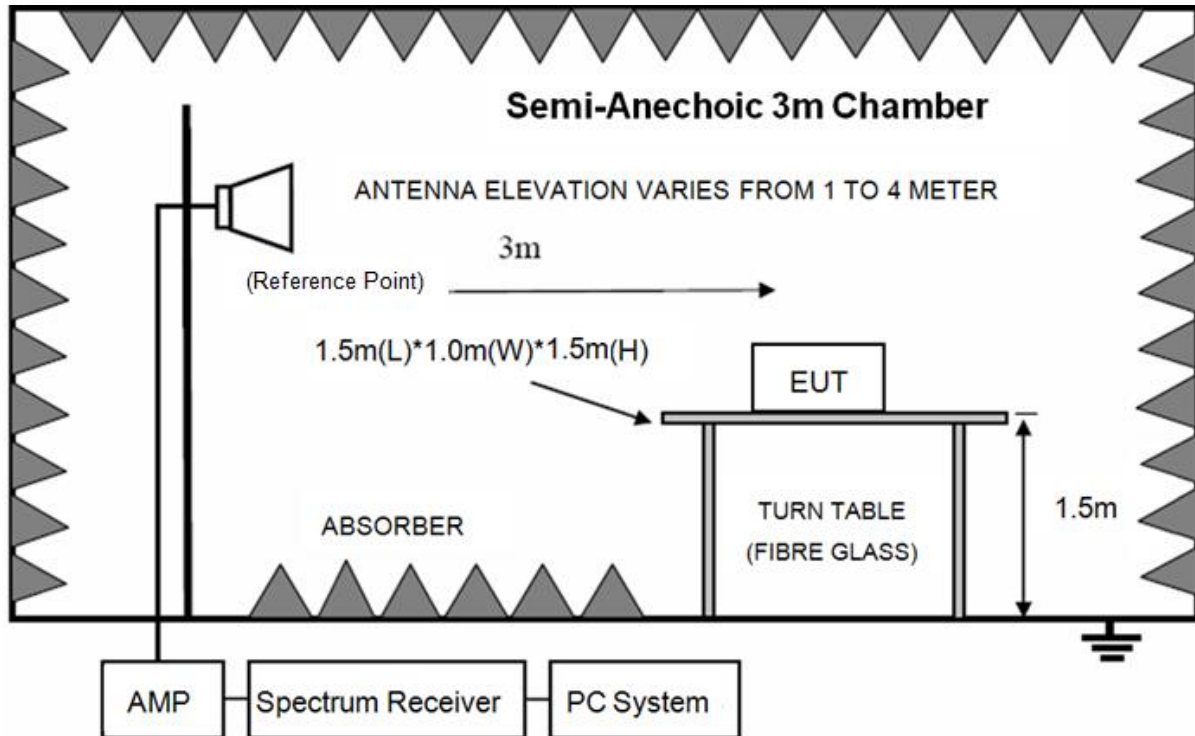 Semi-Anechoic 3m Chamber
ANTENNA ELEVATION VARIES FROM 1 TO 4 METER
3m
(Reference Point)
1.5m(L)*1.0m(W)*1.5m(H)
EUT
1.5m
TURN TABLE
(FIBRE GLASS)
ABSORBER
AMP
Spectrum Receiver
PC System